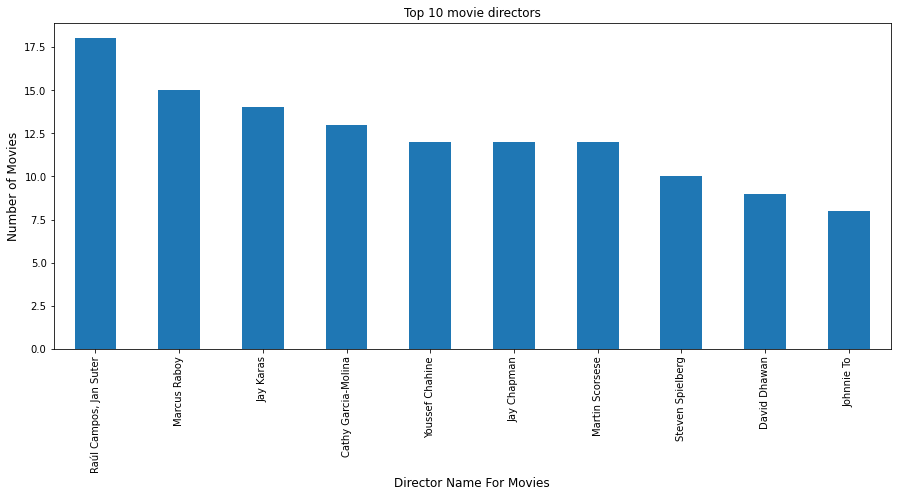 Top 10 movie directors
Number of Movies
17.5
15.0
12.5
10.0
7.5
5.0
2.5
0.0
Raúl Campos, Jan Suter
Marcus Raboy
Jay Karas
Cathy Garcia-Molina
Youssef Chahine
Jay Chapman
Martin Scorsese
Steven Spielberg
David Dhawan
Johnnie To
Director Name For Movies